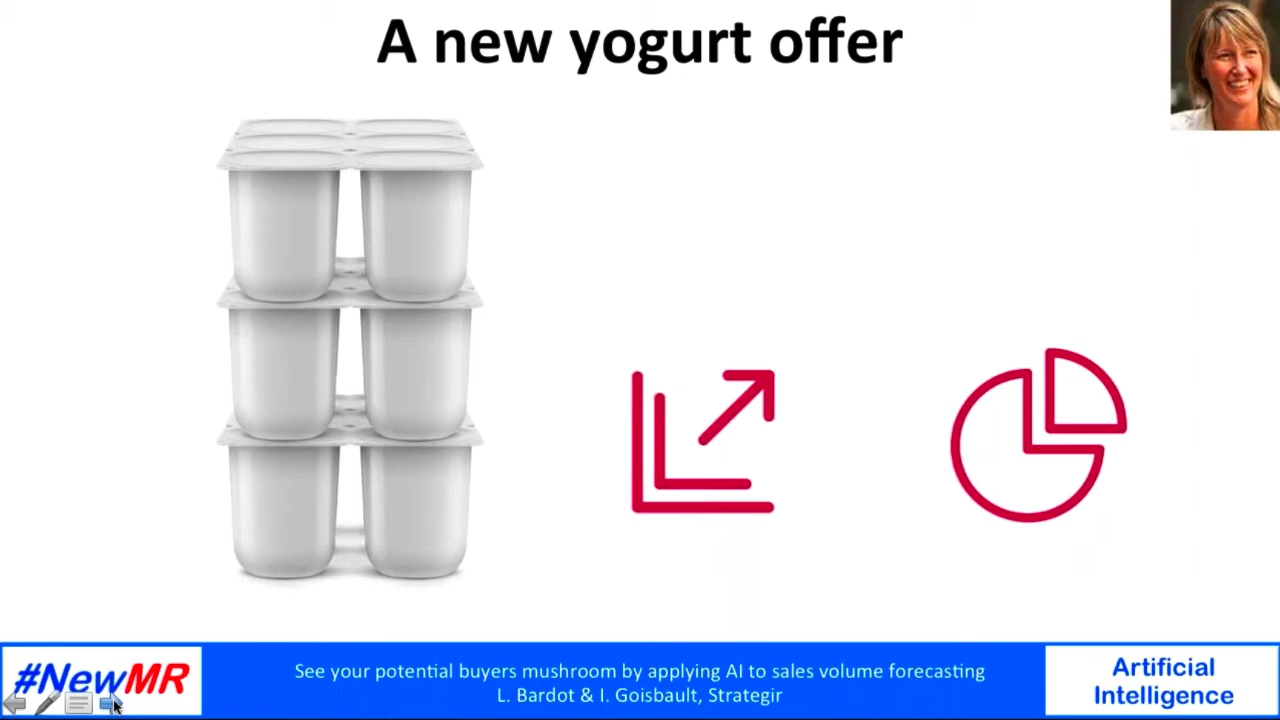 A new yogurt offer
#NewMR
See your potential buyers mushroom by applying AI to sales volume forecasting
L. Bardot & I. Goisbault, Strategir
Artificial
Intelligence